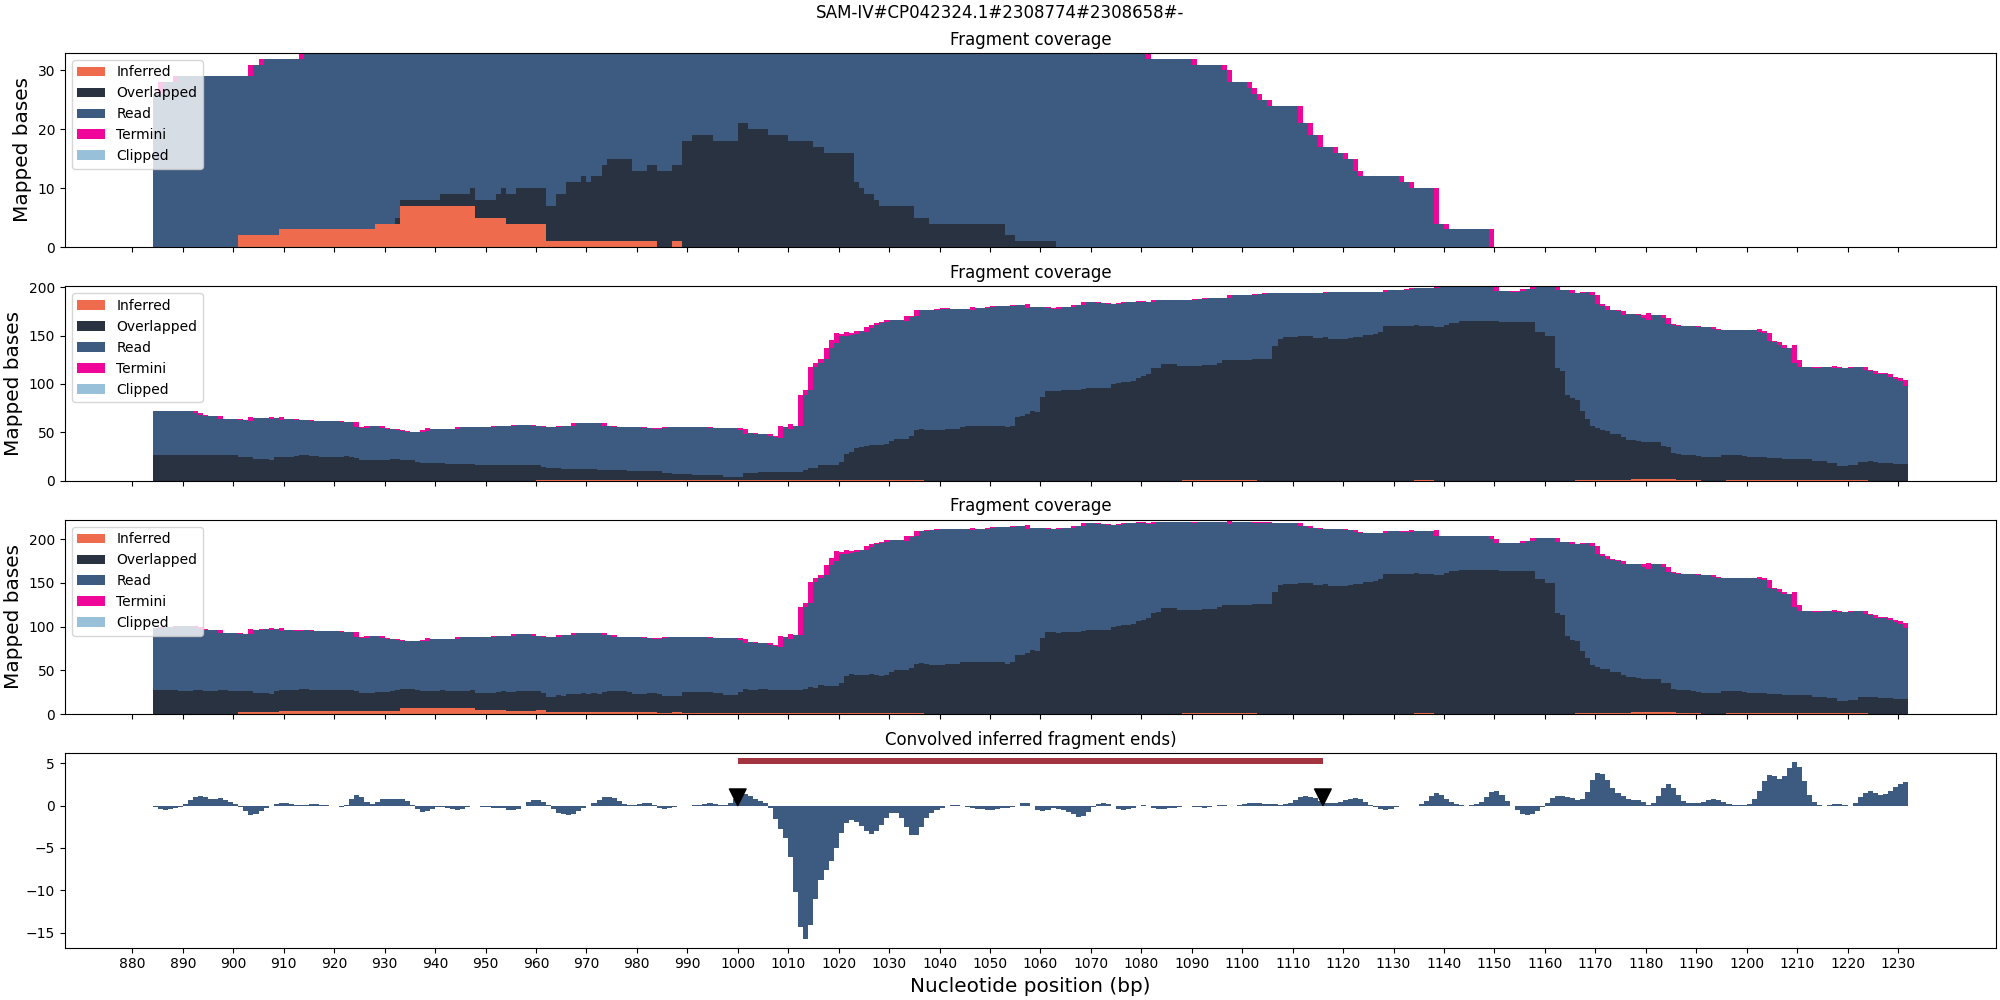 SAM-IV#CP042324.1#2308774#2308658#-
Fragment coverage
Mapped bases
30
20
10
0
Inferred
Overlapped
Read
Termini
Clipped
Fragment coverage
Mapped bases
200
150
100
50
0
Inferred
Overlapped
Read
Termini
Clipped
Fragment coverage
Mapped bases
200
150
100
50
0
Inferred
Overlapped
Read
Termini
Clipped
Convolved inferred fragment ends)
5
0
−5
−10
−15
880 890 900 910 920 930 940 950 960 970 980 990 1000 1010 1020 1030 1040 1050 1060 1070 1080 1090 1100 1110 1120 1130 1140 1150 1160 1170 1180 1190 1200 1210 1220 1230
Nucleotide position (bp)